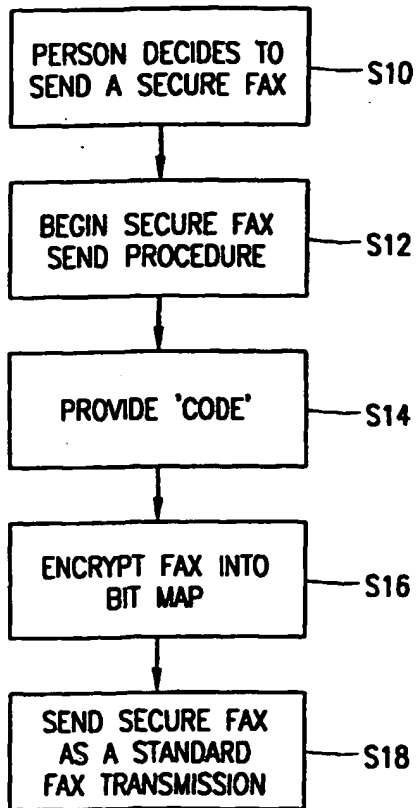 PERSON DECIDES TO
SEND A SECURE FAX
S10
BEGIN SECURE FAX
SEND PROCEDURE
S12
PROVIDE 'CODE'
S14
ENCRYPT FAX INTO
BIT MAP
S16
SEND SECURE FAX
AS A STANDARD
FAX TRANSMISSION
S18